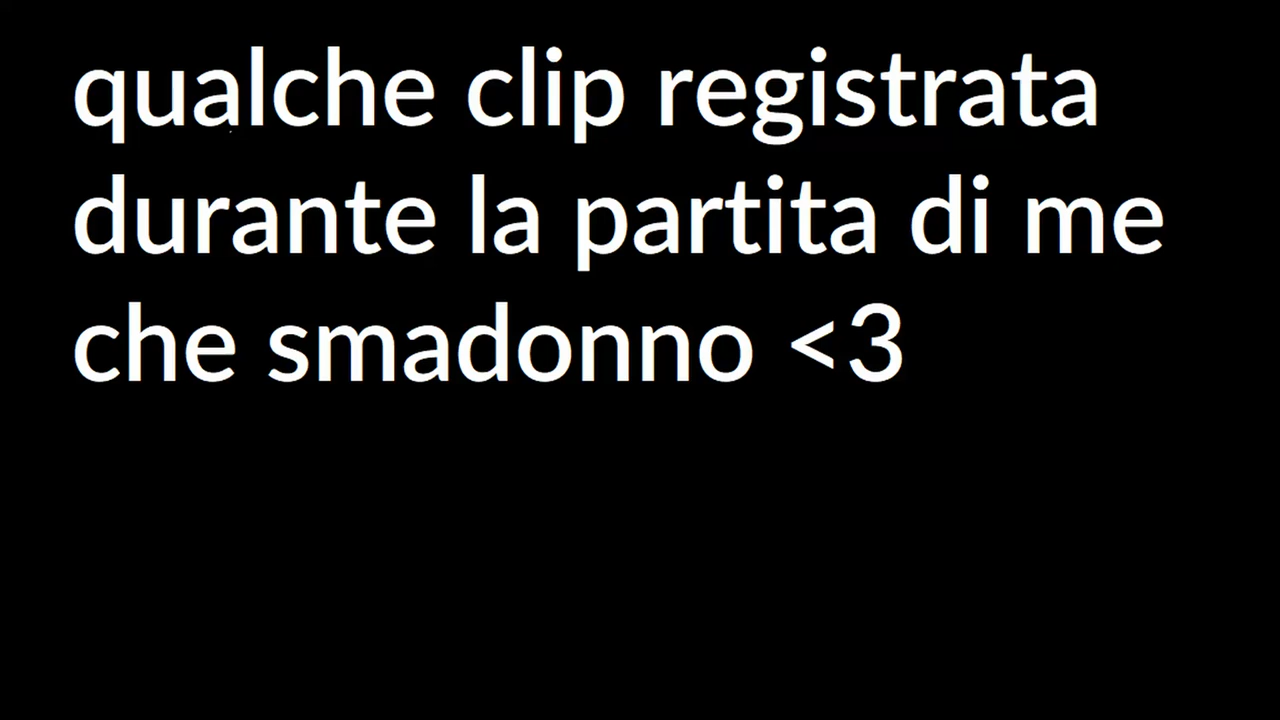 qualche clip registrata
durante la partita di me
che smadonno <3